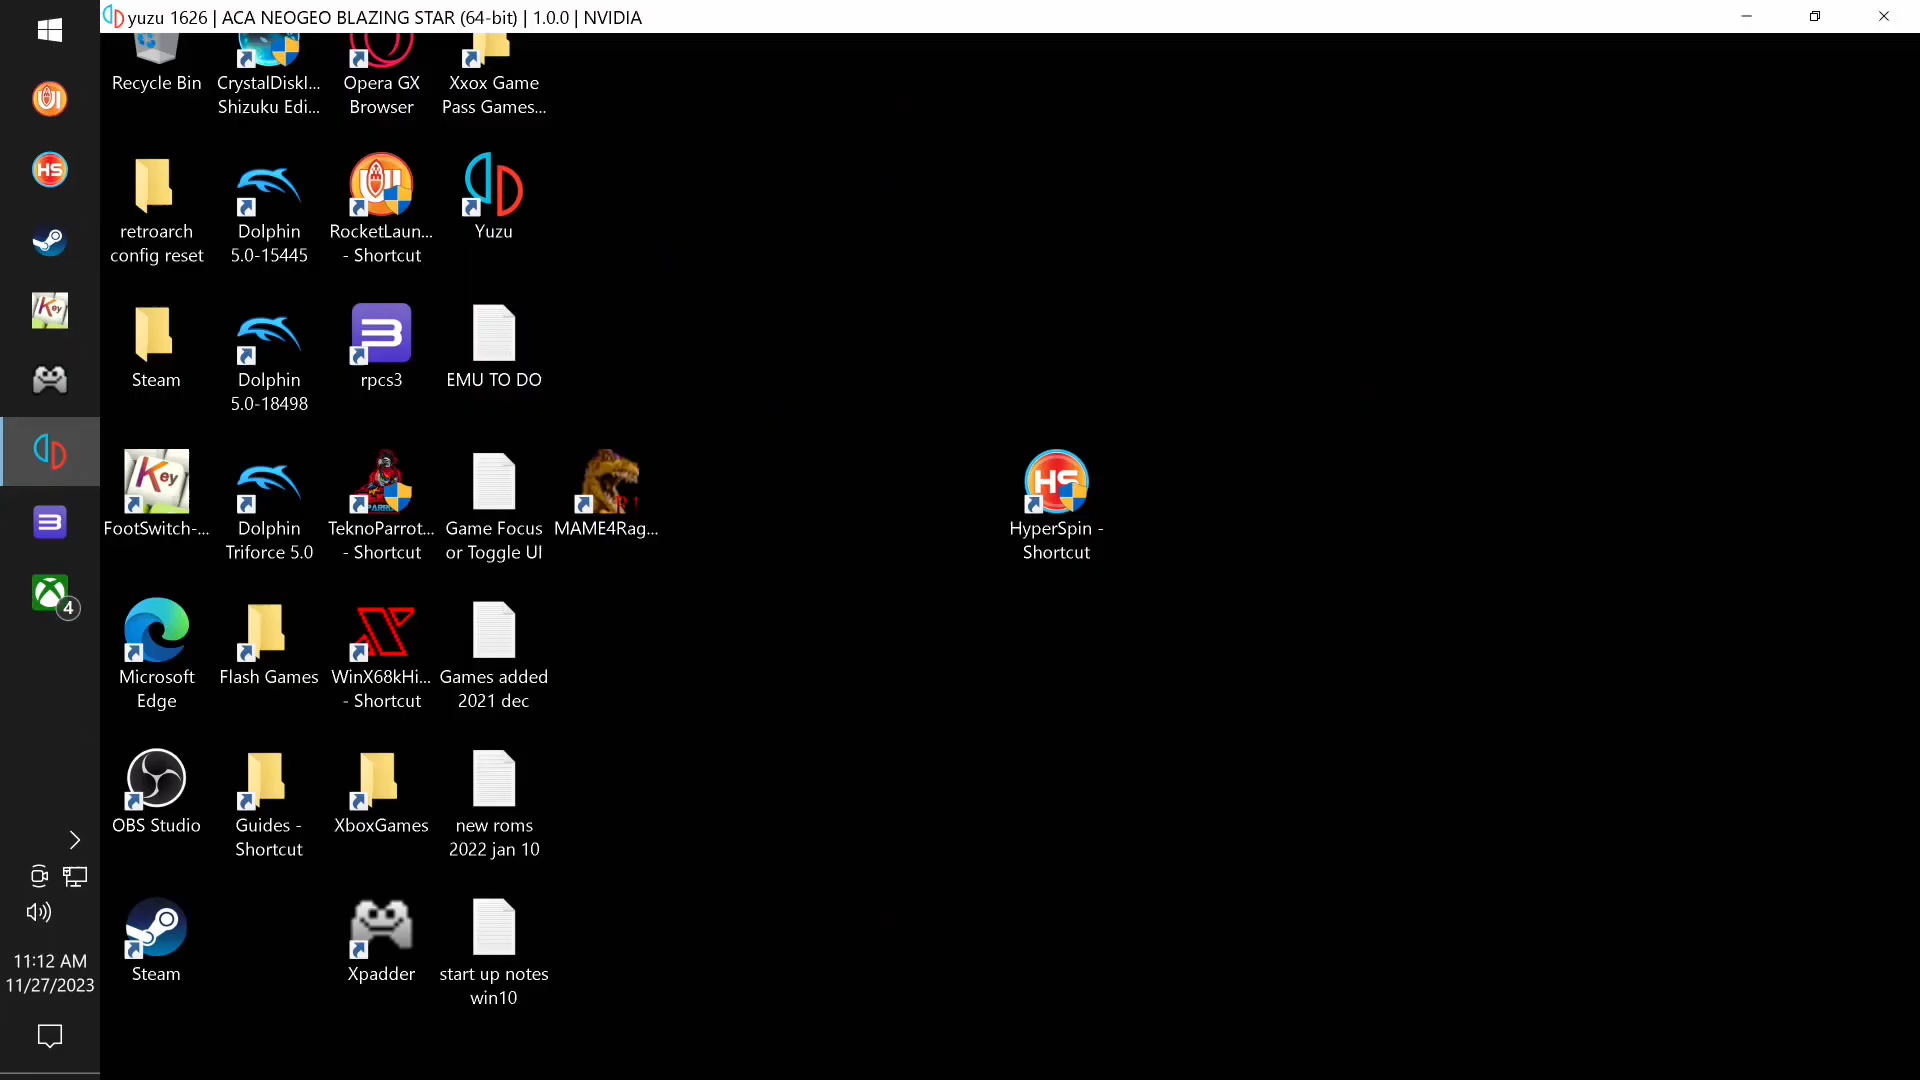 yuzu 1626 | ACA NEOGEO BLAZING STAR (64-bit) | 1.0.0 | NVIDIA
Recycle Bin
CrystalDiskI...
Shizuku Edi...
Opera GX
Browser
Xxox Game
Pass Games...
retroarch
config reset
Dolphin
5.0-15445
RocketLaun...
- Shortcut
Yuzu
Steam
Dolphin
5.0-18498
rpcs3
EMU TO DO
Key
FootSwitch-...
Dolphin
Triforce 5.0
TeknoParrot...
- Shortcut
Game Focus
or Toggle UI
MAME4Rag...
HS
HyperSpin -
Shortcut
Microsoft
Edge
Flash Games
WinX68kHi...
- Shortcut
Games added
2021 dec
OBS Studio
Guides -
Shortcut
XboxGames
new roms
2022 jan 10
Steam
Xpadder
start up notes
win10
HS
Key
4
11:12 AM
11/27/2023